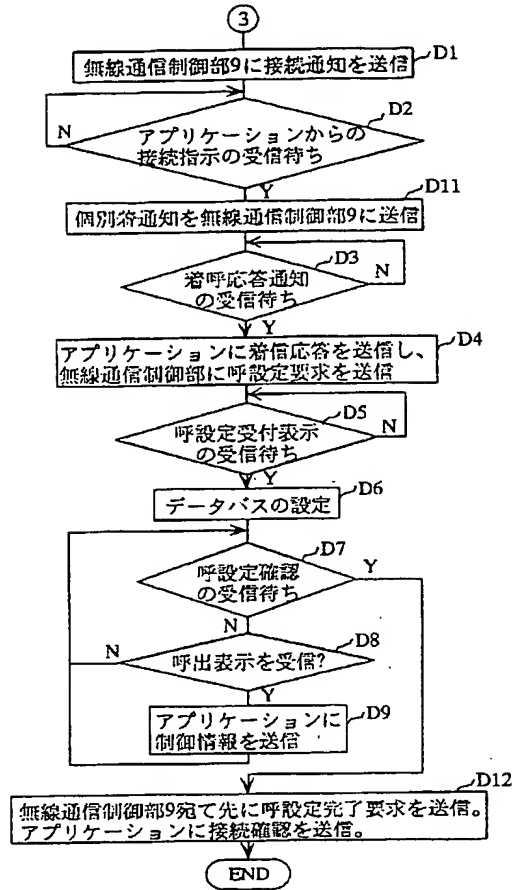 3
無線通信制御部9に接続通知を送信
D1
D2
N
アプリケーションからの
接続指示の受信待ち
Y
D11
個別着通知を無線通信制御部9に送信
D3
着呼応答通知
の受信待ち
N
Y
D4
アプリケーションに着信応答を送信し、
無線通信制御部に呼設定要求を送信
D5
呼設定受付表示
の受信待ち
N
Y
D6
データバスの設定
D7
呼設定確認
の受信待ち
Y
N
D8
N
呼出表示を受信?
Y
D9
アプリケーションに
制御情報を送信
D12
無線通信制御部9宛て先に呼設定完了要求を送信。
アプリケーションに接続確認を送信。
END